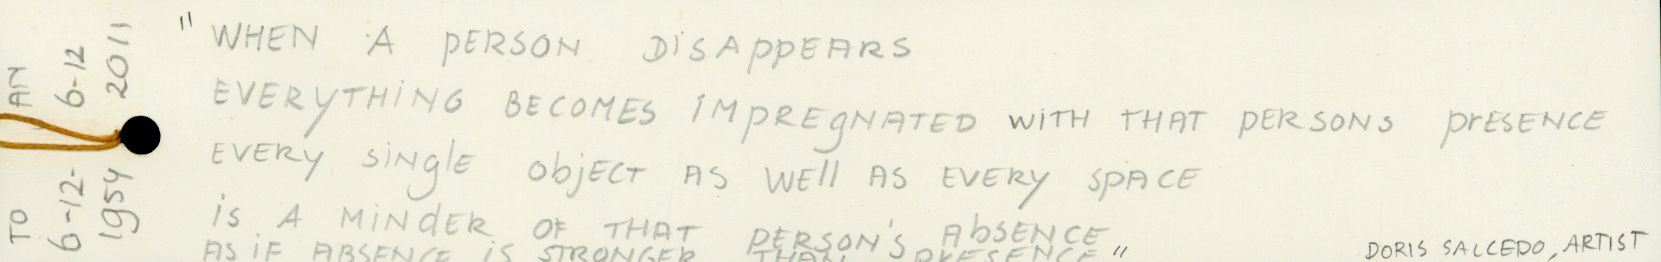 "WHEN A PERSON DISAPPEARS
EVERYTHING BECOMES IMPREGNATED WITH THAT PERSONS PRESENCE
EVERY SINGLE OBJECT AS WELL AS EVERY SPACE
IS A MINDER OF THAT PERSON'S ABSENCE
AS IF ABSENCE IS STRONGER THAN PRESENCE"
DORIS SALCEDO, ARTIST
TO AN
6-12- 6-12
1954 2011